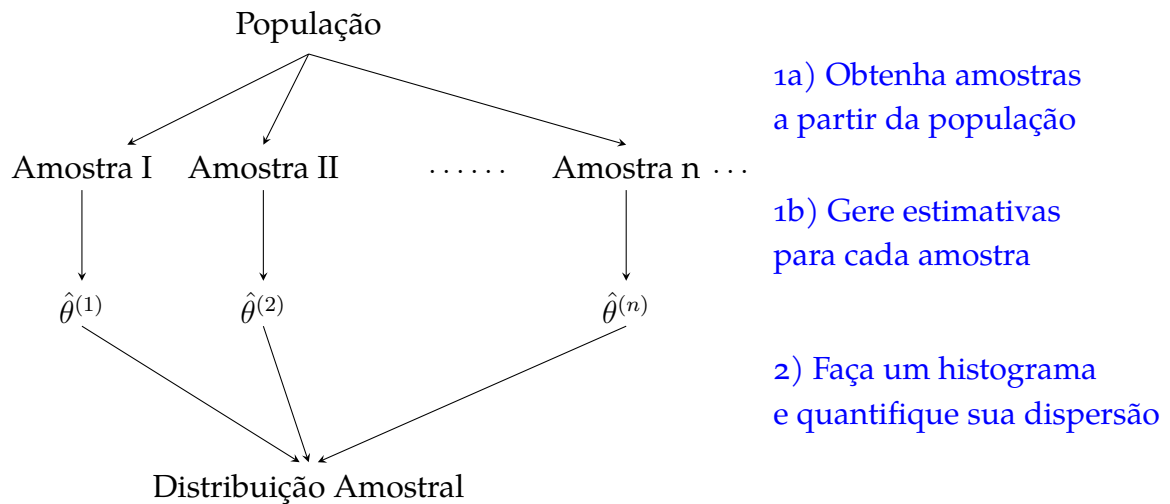 População
1a) Obtenha amostras
a partir da população
Amostra I Amostra II ...... Amostra n ...
1b) Gere estimativas
para cada amostra
θ̂⁽¹⁾ θ̂⁽²⁾ θ̂⁽ⁿ⁾
2) Faça um histograma
e quantifique sua dispersão
Distribuição Amostral